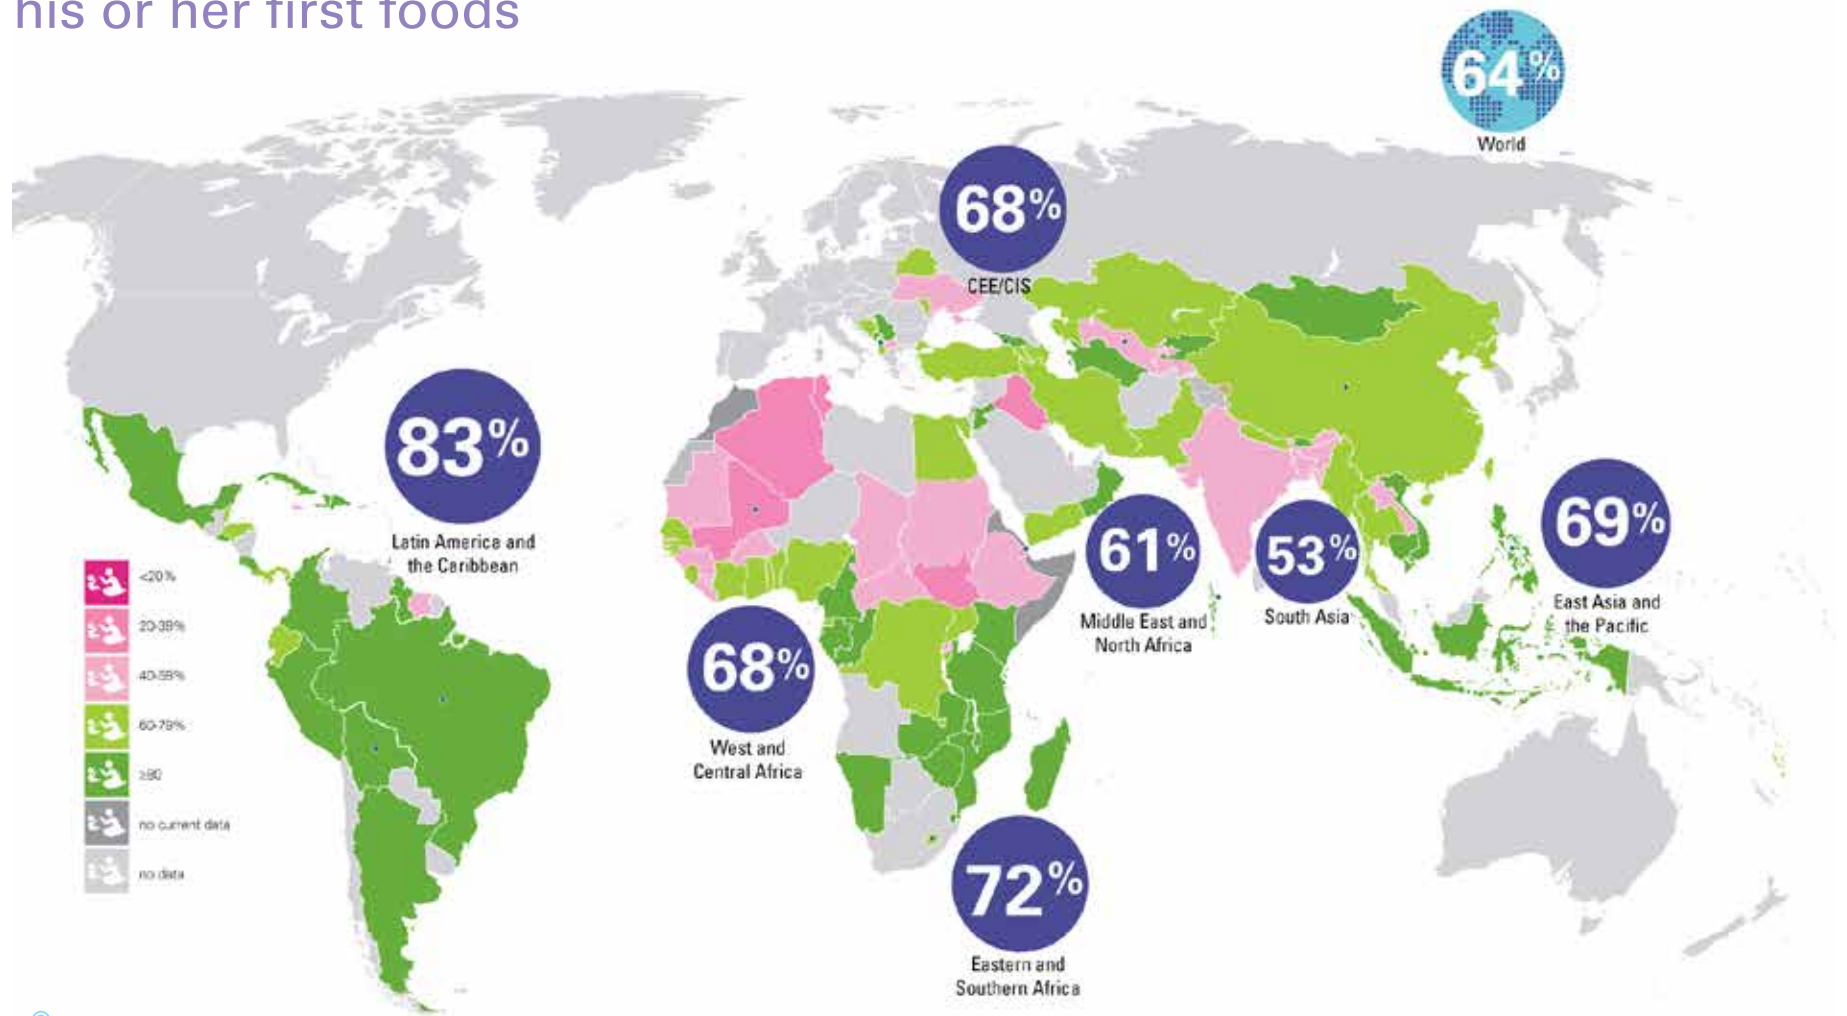 his or her first foods
64%
World
68%
CEE/CIS
83%
Latin America and
the Caribbean
61%
Middle East and
North Africa
53%
South Asia
69%
East Asia and
the Pacific
68%
West and
Central Africa
72%
Eastern and
Southern Africa
<20%
20-39%
40-59%
60-79%
≥80
no current data
no data